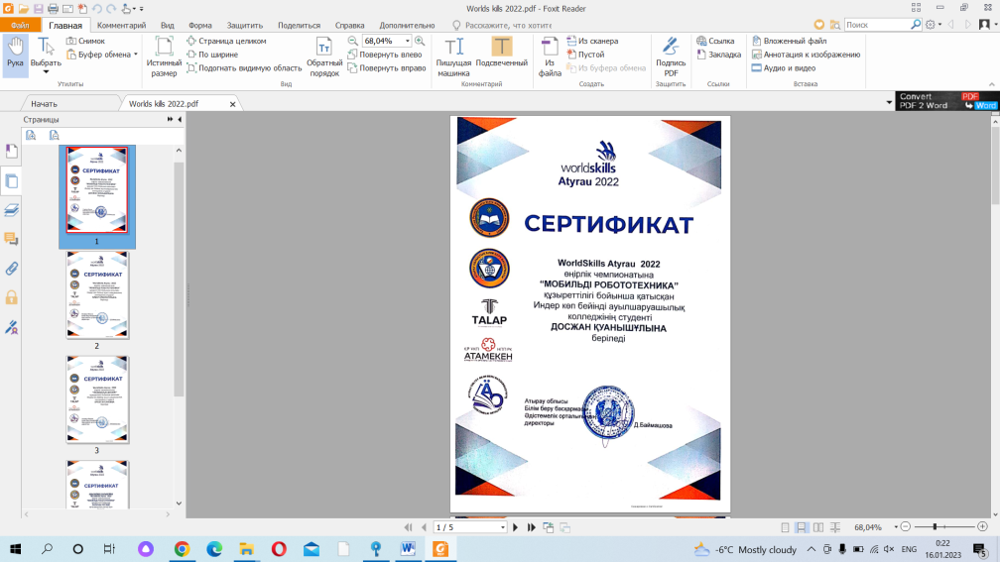 Worlds kills 2022.pdf - Foxit Reader
Файл Главная Комментарий Вид Форма Защитить Поделиться Справка Дополнительно Расскажите, что хотите Поиск
Рука
Выбрать
Снимок
Буфер обмена
Утилиты
Истинный размер
Страница целиком
По ширине
Подогнать видимую область
Обратный порядок
68,04%
Повернуть влево
Повернуть вправо
Вид
Пишущая машинка
Подсвеченный
Комментарий
Из файла
Из сканера
Пустой
Из буфера обмена
Создать
Подпись PDF
Защитить
Ссылка
Закладка
Ссылки
Вложенный файл
Аннотация к изображению
Аудио и видео
Вставка
Начать
Worlds kills 2022.pdf
Convert PDF
PDF 2 Word Word
Страницы
1
2
3
worldskills
Atyrau 2022
СЕРТИФИКАТ
WorldSkills Atyrau 2022
өңірлік чемпионатына
“МОБИЛЬДІ РОБОТОТЕХНИКА”
құзыреттілігі бойынша қатысқан
Индер көп бейінді ауылшаруашылық
колледжінің студенті
ДОСЖАН ҚУАНЫШҰЛЫНА
беріледі
TALAP
АТАМЕКЕН
Атырау облысы
Білім беру басқармасы
Әдістемелік орталығының
директоры
Д.Баймашова
1 / 5
68,04%
-6°C Mostly cloudy
ENG
0:22
16.01.2023
5